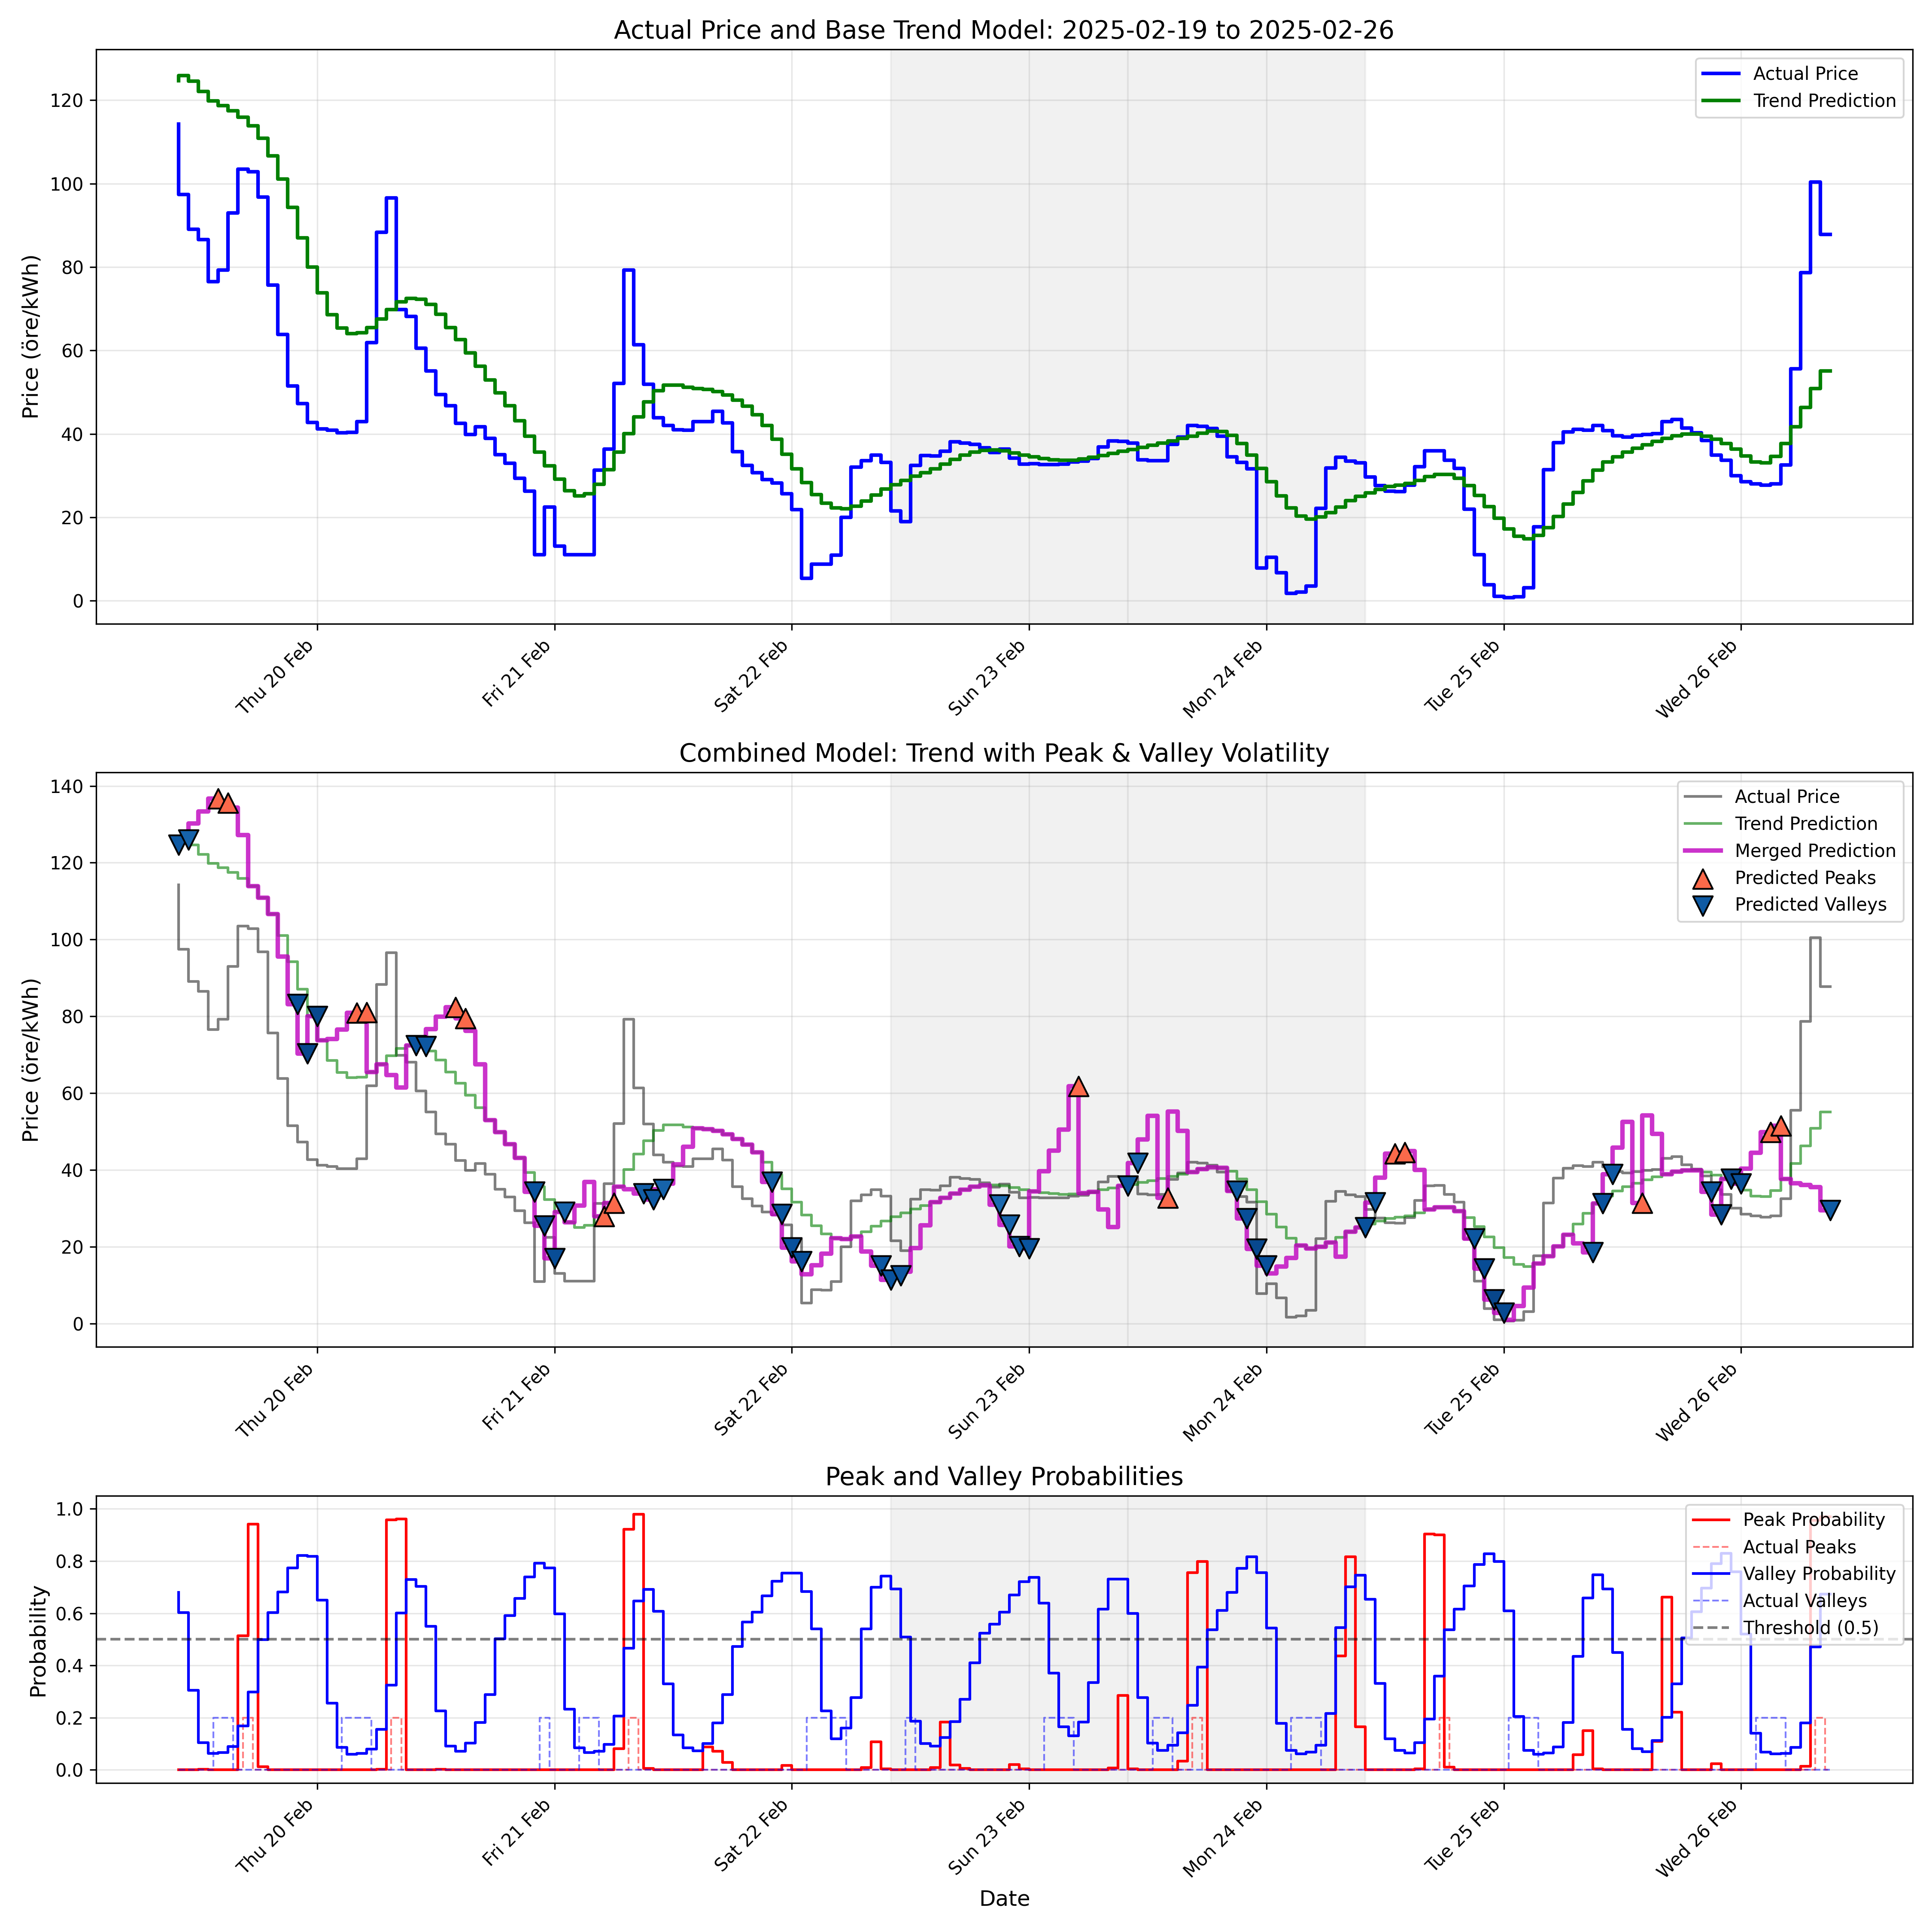 Actual Price and Base Trend Model: 2025-02-19 to 2025-02-26
Price (öre/kWh)
120
100
80
60
40
20
0
Actual Price
Trend Prediction
Thu 20 Feb
Fri 21 Feb
Sat 22 Feb
Sun 23 Feb
Mon 24 Feb
Tue 25 Feb
Wed 26 Feb
Combined Model: Trend with Peak & Valley Volatility
Price (öre/kWh)
140
120
100
80
60
40
20
0
Actual Price
Trend Prediction
Merged Prediction
Predicted Peaks
Predicted Valleys
Thu 20 Feb
Fri 21 Feb
Sat 22 Feb
Sun 23 Feb
Mon 24 Feb
Tue 25 Feb
Wed 26 Feb
Peak and Valley Probabilities
Probability
1.0
0.8
0.6
0.4
0.2
0.0
Peak Probability
Actual Peaks
Valley Probability
Actual Valleys
Threshold (0.5)
Thu 20 Feb
Fri 21 Feb
Sat 22 Feb
Sun 23 Feb
Mon 24 Feb
Tue 25 Feb
Wed 26 Feb
Date